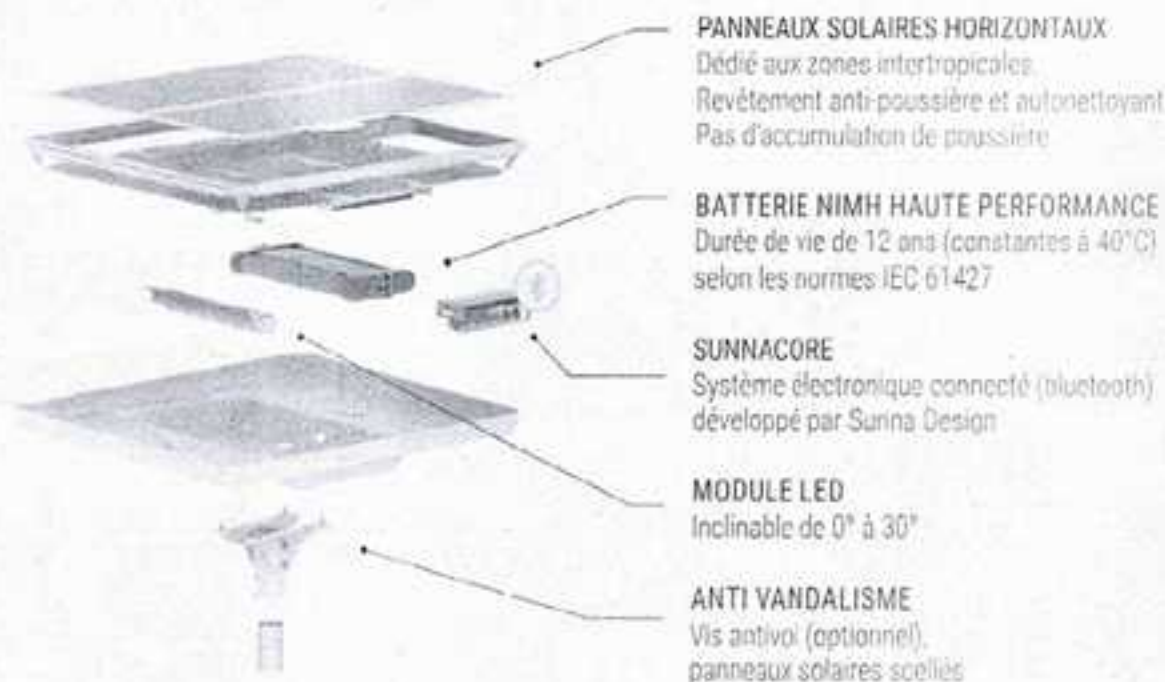 PANNEAUX SOLAIRES HORIZONTAUX
Dédié aux zones intertropicales
Revêtement anti-poussière et autonettoyant
Pas d'accumulation de poussière
BATTERIE NIMH HAUTE PERFORMANCE
Durée de vie de 12 ans (constantes à 40°C)
selon les normes IEC 61427
SUNNACORE
Système électronique connecté (bluetooth)
développé par Sunna Design
MODULE LED
Inclinable de 0° à 30°
ANTI VANDALISME
Vis antivol (optionnel),
panneaux solaires scellés